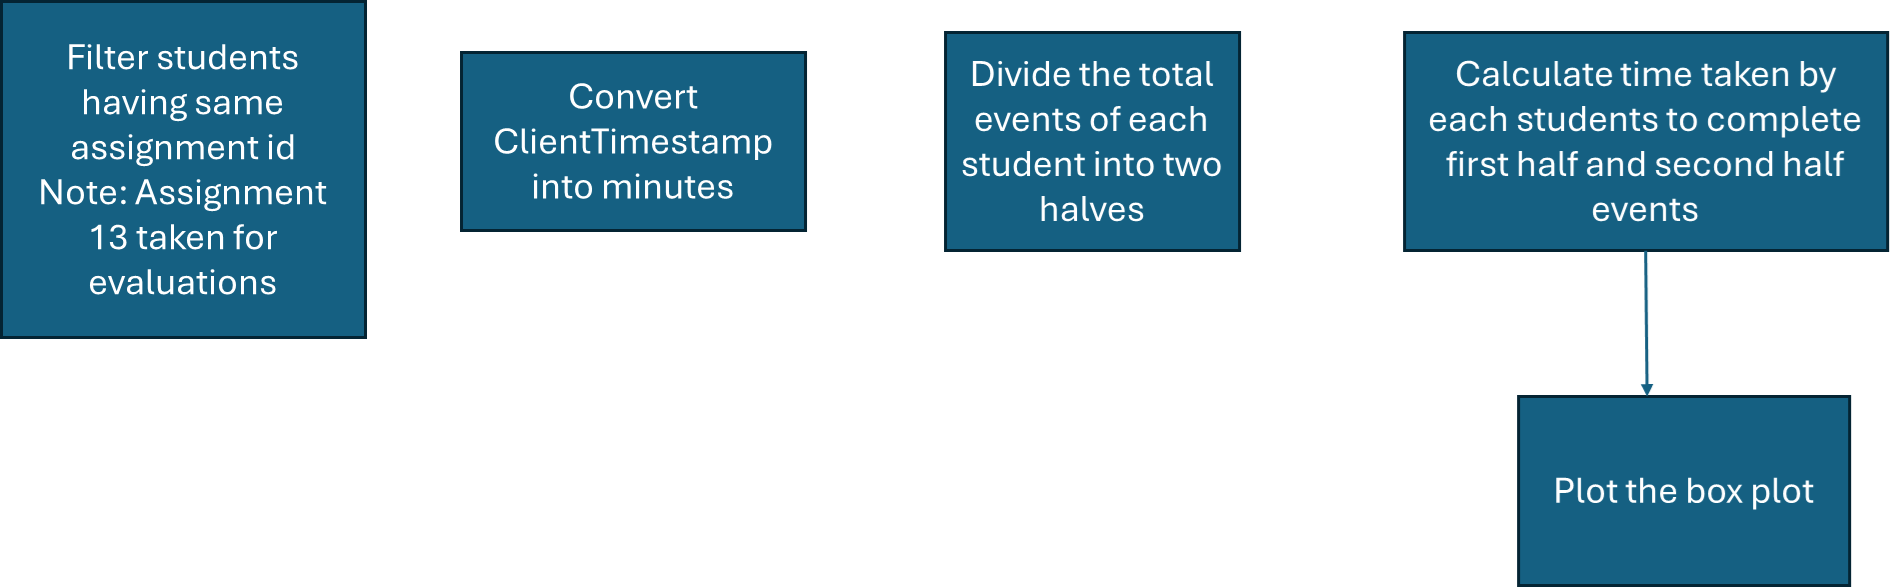 Filter students
having same
assignment id
Note: Assignment
13 taken for
evaluations
Convert
ClientTimestamp
into minutes
Divide the total
events of each
student into two
halves
Calculate time taken by
each students to complete
first half and second half
events
Plot the box plot